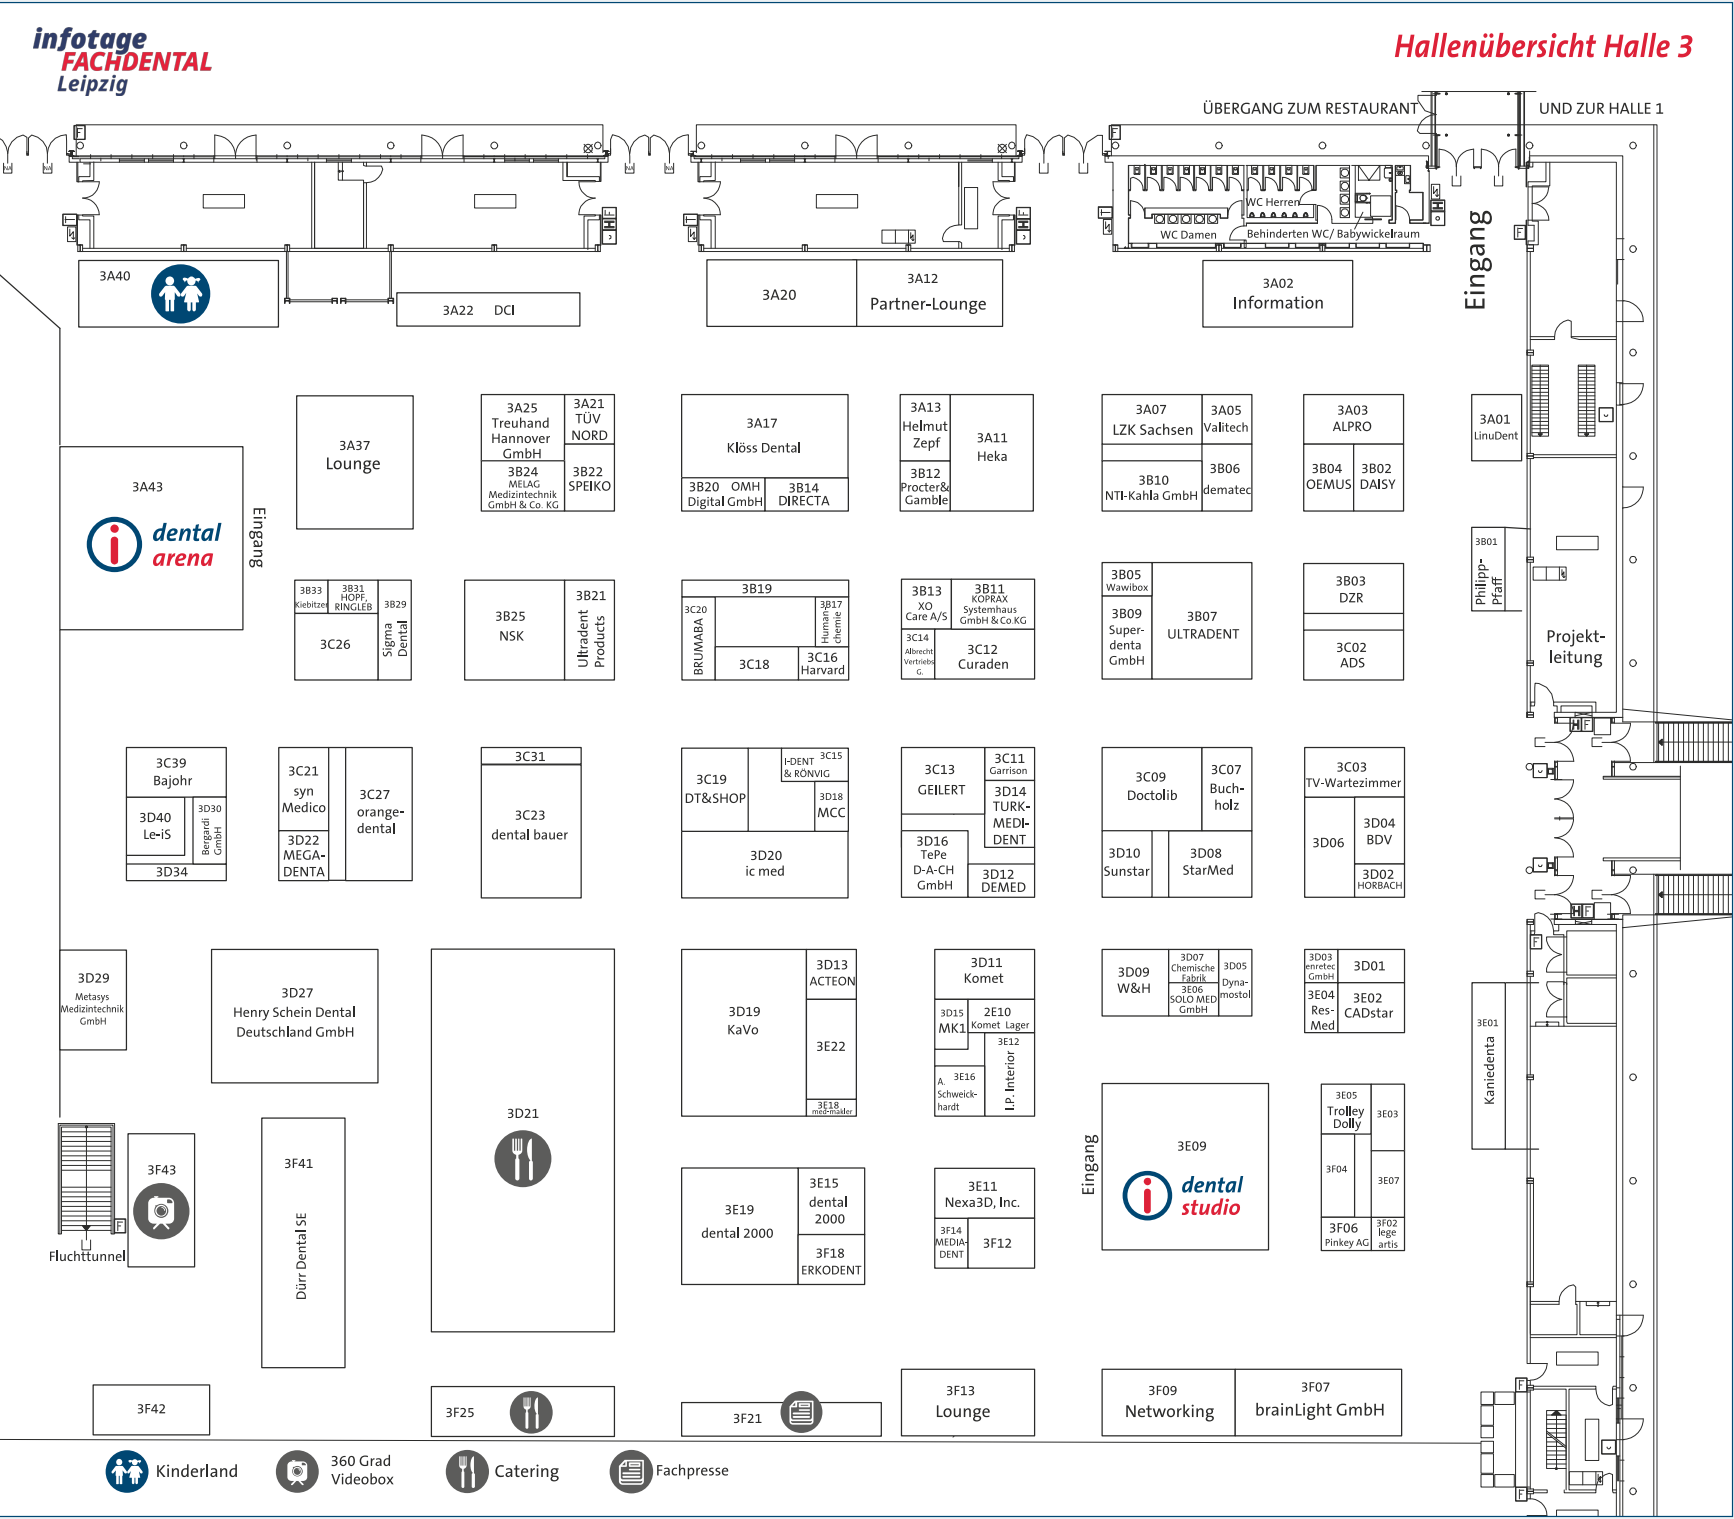 infotage
FACHDENTAL
Leipzig
Hallenübersicht Halle 3
ÜBERGANG ZUM RESTAURANT
UND ZUR HALLE 1
WC Herren
WC Damen
Behinderten WC/ Babywickelraum
Eingang
3A40
3A22 DCI
3A20
3A12
Partner-Lounge
3A02
Information
3A37
Lounge
3A25
Treuhand
Hannover
GmbH
3A21
TÜV
NORD
3B24
MELAG
Medizintechnik
GmbH & Co. KG
3B22
SPEIKO
3A17
Klöss Dental
3B20 OMH
Digital GmbH
3B14
DIRECTA
3A13
Helmut
Zepf
3B12
Procter&
Gamble
3A11
Heka
3A07
LZK Sachsen
3A05
Valitech
3B10
NTI-Kahla GmbH
3B06
dematec
3A03
ALPRO
3B04
OEMUS
3B02
DAISY
3A01
LinuDent
3A43
dental
arena
Eingang
3B33
Kiebitzer
3B31
HOPF,
RINGLEB
3B29
Sigma
Dental
3C26
3B25
NSK
3B21
Ultradent
Products
3B19
3C20
BRUMABA
3B17
Human-
chemie
3C18
3C16
Harvard
3B13
XO
Care A/S
3B11
KOPRAX
Systemhaus
GmbH & Co.KG
3C14
Albrecht
Vertriebs
G.
3C12
Curaden
3B05
Wawibox
3B09
Super-
denta
GmbH
3B07
ULTRADENT
3B03
DZR
3C02
ADS
3B01
Philipp-
Pfaff
Projekt-
leitung
3C39
Bajohr
3D40
Le-iS
3D30
Bergardi
GmbH
3D34
3C21
syn
Medico
3D22
MEGA-
DENTA
3C27
orange-
dental
3C31
3C23
dental bauer
3C19
DT&SHOP
I-DENT 3C15
& RÖNVIG
3D18
MCC
3D20
ic med
3C13
GEILERT
3C11
Garrison
3D14
TURK-
MEDI-
DENT
3D16
TePe
D-A-CH
GmbH
3D12
DEMED
3C09
Doctolib
3C07
Buch-
holz
3D10
Sunstar
3D08
StarMed
3C03
TV-Wartezimmer
3D06
3D04
BDV
3D02
HORBACH
3D29
Metasys
Medizintechnik
GmbH
3D27
Henry Schein Dental
Deutschland GmbH
3D21
3D19
KaVo
3D13
ACTEON
3E22
3E18
med-makler
3D11
Komet
3D15
MK1
2E10
Komet Lager
3E12
I.P. Interior
A. 3E16
Schweick-
hardt
3D09
W&H
3D07
Chemische
Fabrik
3E06
SOLO MED
GmbH
3D05
Dyna-
mostol
3D03
enretec
GmbH
3D01
3E04
Res-
Med
3E02
CADstar
3E01
Kaniedenta
3F43
Fluchttunnel
3F41
Dürr Dental SE
3E19
dental 2000
3E15
dental
2000
3F18
ERKODENT
3E11
Nexa3D, Inc.
3F14
MEDIA-
DENT
3F12
Eingang
3E09
dental
studio
3E05
Trolley
Dolly
3E03
3F04
3E07
3F06
Pinkey AG
3F02
lege
artis
3F42
3F25
3F21
3F13
Lounge
3F09
Networking
3F07
brainLight GmbH
Kinderland
360 Grad
Videobox
Catering
Fachpresse